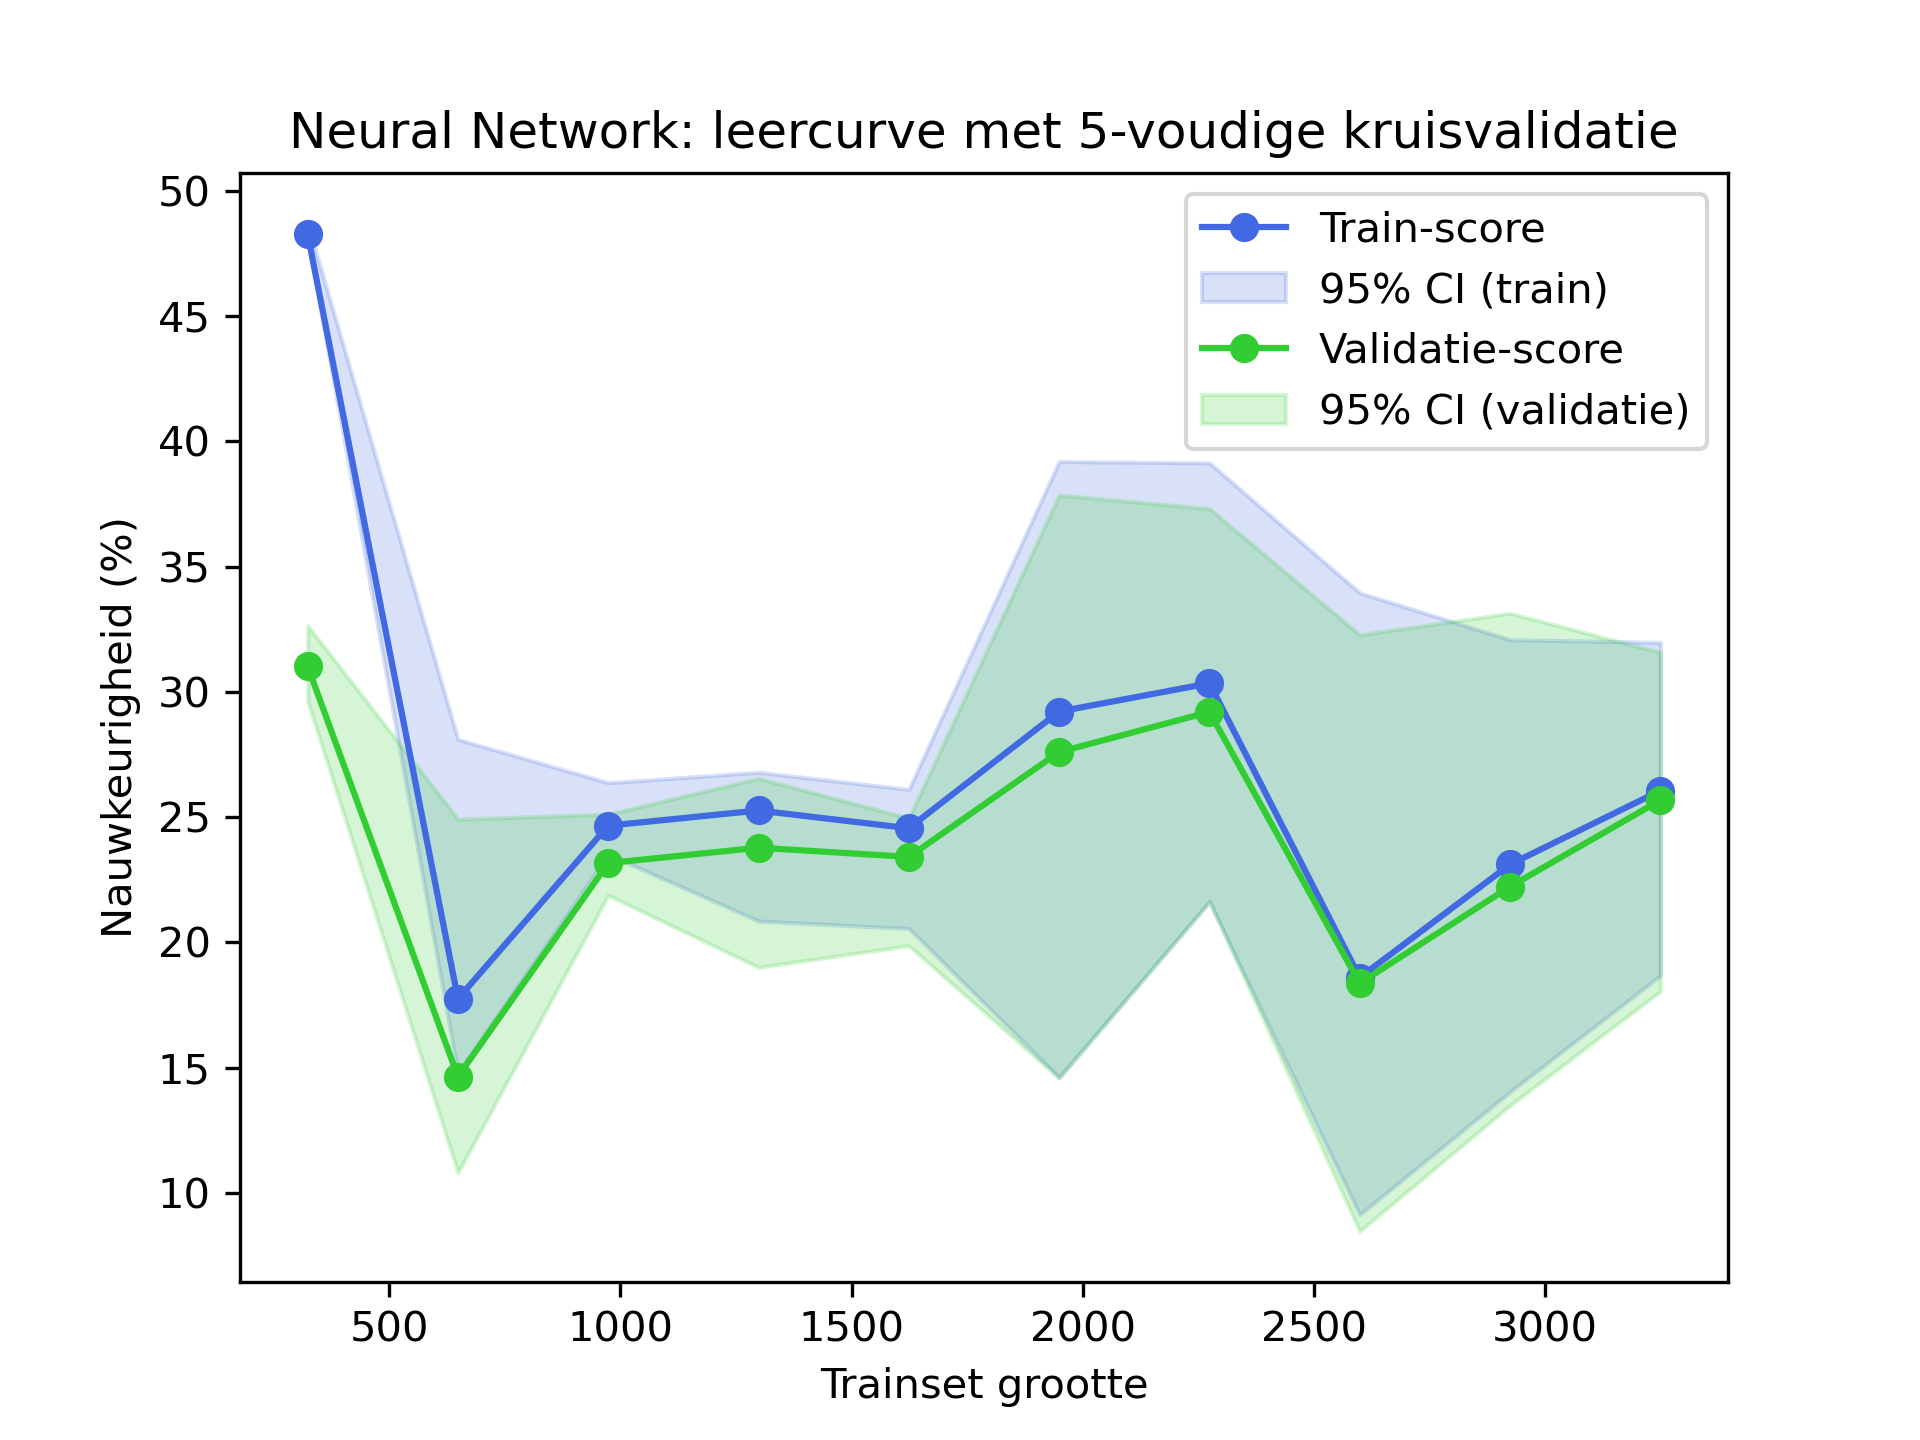 Neural Network: leercurve met 5-voudige kruisvalidatie
50
45
40
35
30
25
20
15
10
Nauwkeurigheid (%)
Train-score
95% CI (train)
Validatie-score
95% CI (validatie)
500 1000 1500 2000 2500 3000
Trainset grootte